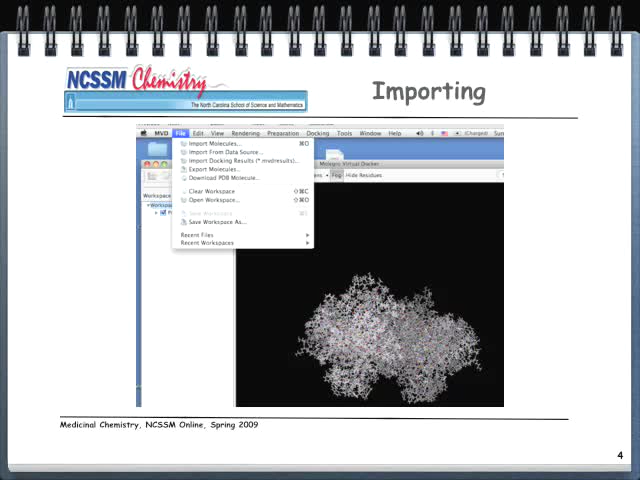 NCSSM Chemistry
The North Carolina School of Science and Mathematics
Importing
MVD File Edit View Rendering Preparation Docking Tools Window Help (Charged) Sun
Import Molecules... ⌘O
Import From Data Source...
Import Docking Results (*.mvdresults)...
Export Molecules...
Download PDB Molecule...
Clear Workspace ⇧⌘C
Open Workspace... ⇧⌘O
Save Workspace
Save Workspace As...
Recent Files
Recent Workspaces
Molegro Virtual Docker
Fog Hide Residues
Workspace
Medicinal Chemistry, NCSSM Online, Spring 2009
4